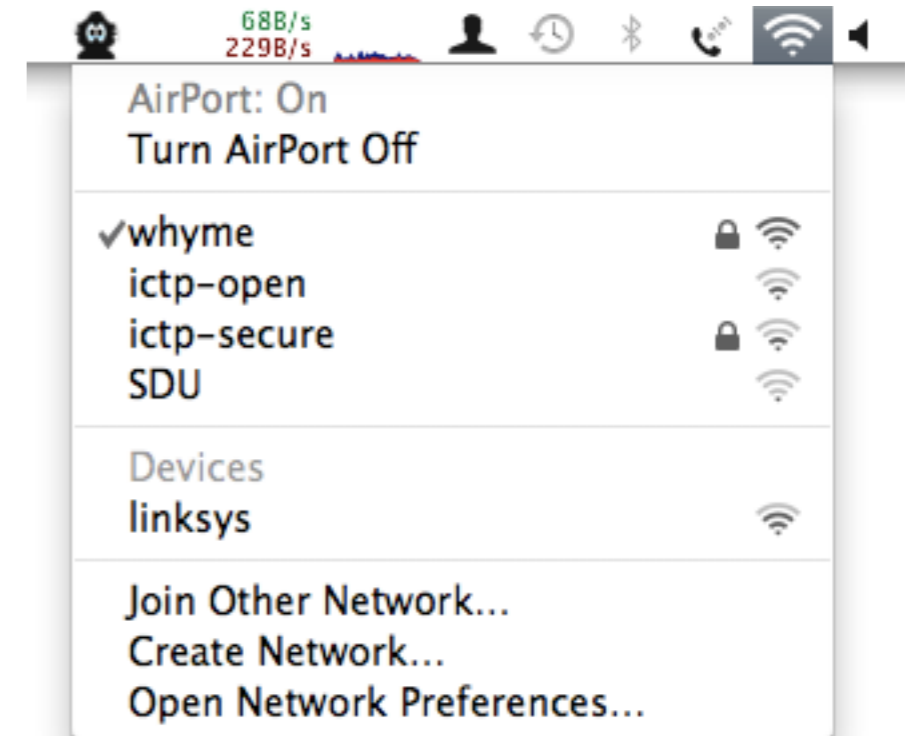 68B/s
229B/s
AirPort: On
Turn AirPort Off
whyme
ictp-open
ictp-secure
SDU
Devices
linksys
Join Other Network...
Create Network...
Open Network Preferences...